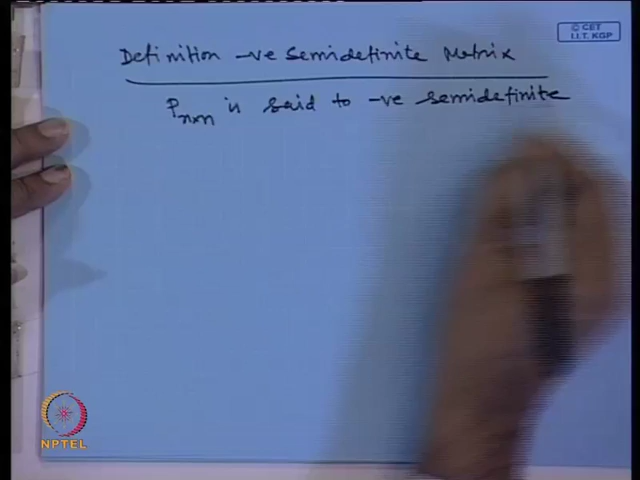 © CET
I.I.T. KGP
Definition -ve Semidefinite Matrix
Pnxn is said to -ve semidefinite
NPTEL